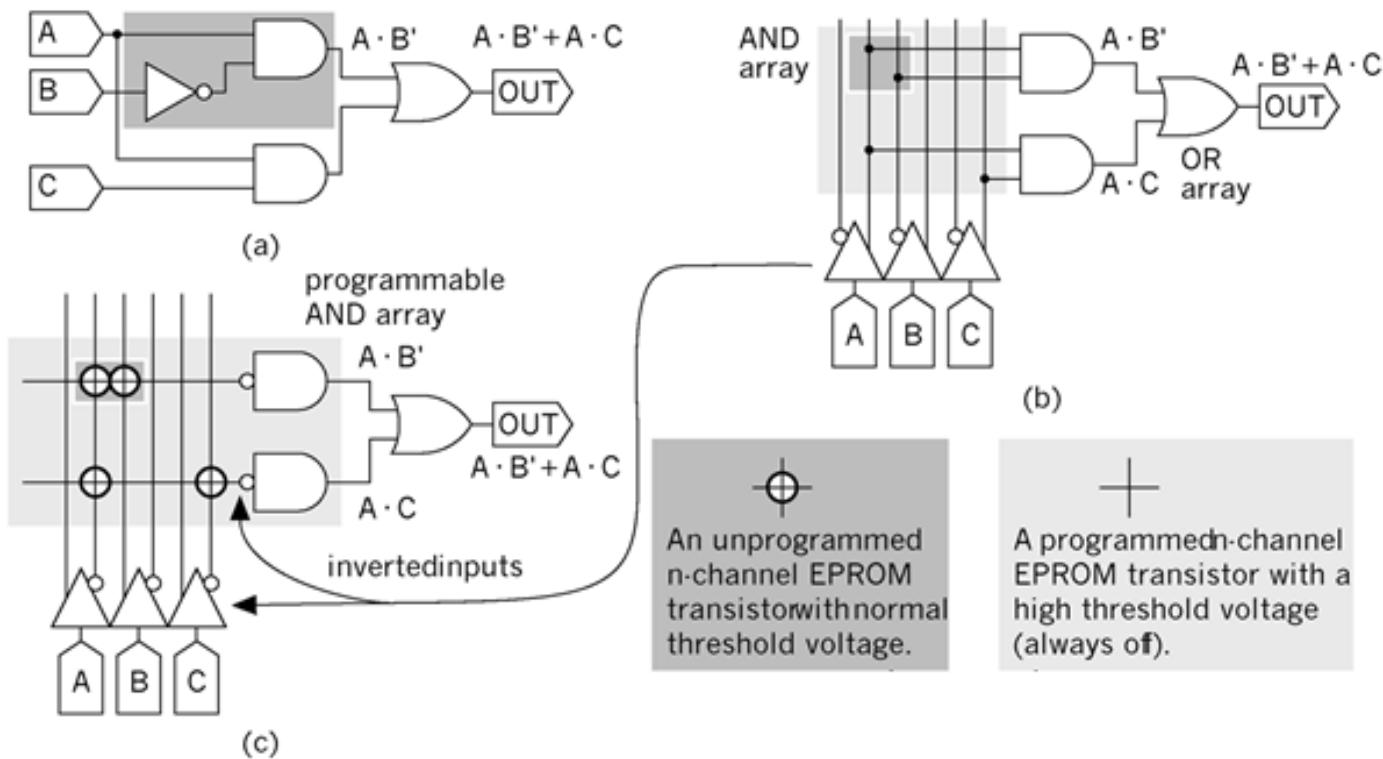 A
B
C
A · B'
A · B' + A · C
OUT
(a)
AND
array
A · B'
A · B' + A · C
OUT
A · C
OR
array
A
B
C
(b)
programmable
AND array
A · B'
OUT
A · B' + A · C
A · C
invertedinputs
A
B
C
(c)
An unprogrammed
n-channel EPROM
transistorwithnormal
threshold voltage.
A programmedn-channel
EPROM transistor with a
high threshold voltage
(always off).